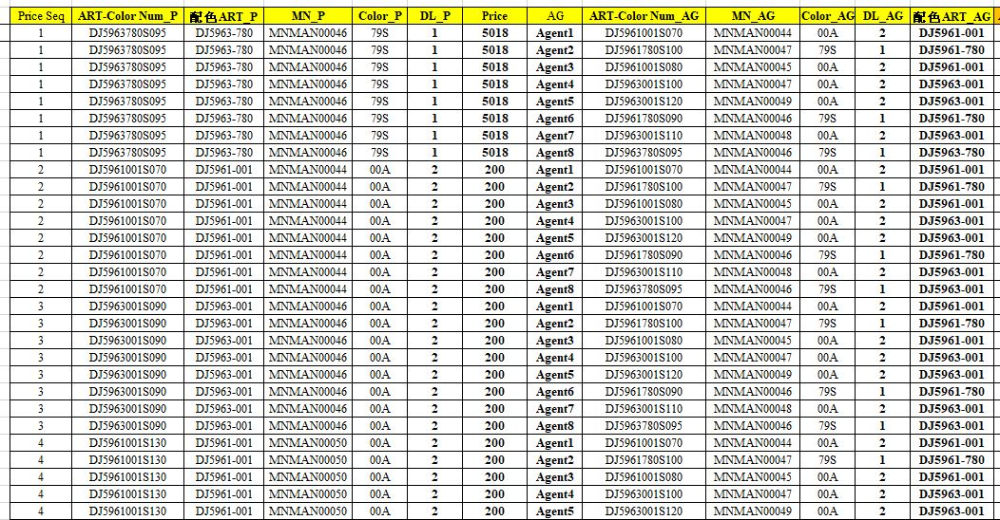 Price Seq ART-Color Num_P 配色ART_P MN_P Color_P DL_P Price AG ART-Color Num_AG MN_AG Color_AG DL_AG 配色ART_AG
1 DJ5963780S095 DJ5963-780 MNMAN00046 79S 1 5018 Agent1 DJ5961001S070 MNMAN00044 00A 2 DJ5961-001
1 DJ5963780S095 DJ5963-780 MNMAN00046 79S 1 5018 Agent2 DJ5961780S100 MNMAN00047 79S 1 DJ5961-780
1 DJ5963780S095 DJ5963-780 MNMAN00046 79S 1 5018 Agent3 DJ5961001S080 MNMAN00045 00A 2 DJ5961-001
1 DJ5963780S095 DJ5963-780 MNMAN00046 79S 1 5018 Agent4 DJ5963001S100 MNMAN00047 00A 2 DJ5963-001
1 DJ5963780S095 DJ5963-780 MNMAN00046 79S 1 5018 Agent5 DJ5963001S120 MNMAN00049 00A 2 DJ5963-001
1 DJ5963780S095 DJ5963-780 MNMAN00046 79S 1 5018 Agent6 DJ5961780S090 MNMAN00046 79S 1 DJ5961-780
1 DJ5963780S095 DJ5963-780 MNMAN00046 79S 1 5018 Agent7 DJ5963001S110 MNMAN00048 00A 2 DJ5963-001
1 DJ5963780S095 DJ5963-780 MNMAN00046 79S 1 5018 Agent8 DJ5963780S095 MNMAN00046 79S 1 DJ5963-780
2 DJ5961001S070 DJ5961-001 MNMAN00044 00A 2 200 Agent1 DJ5961001S070 MNMAN00044 00A 2 DJ5961-001
2 DJ5961001S070 DJ5961-001 MNMAN00044 00A 2 200 Agent2 DJ5961780S100 MNMAN00047 79S 1 DJ5961-780
2 DJ5961001S070 DJ5961-001 MNMAN00044 00A 2 200 Agent3 DJ5961001S080 MNMAN00045 00A 2 DJ5961-001
2 DJ5961001S070 DJ5961-001 MNMAN00044 00A 2 200 Agent4 DJ5963001S100 MNMAN00047 00A 2 DJ5963-001
2 DJ5961001S070 DJ5961-001 MNMAN00044 00A 2 200 Agent5 DJ5963001S120 MNMAN00049 00A 2 DJ5963-001
2 DJ5961001S070 DJ5961-001 MNMAN00044 00A 2 200 Agent6 DJ5961780S090 MNMAN00046 79S 1 DJ5961-780
2 DJ5961001S070 DJ5961-001 MNMAN00044 00A 2 200 Agent7 DJ5963001S110 MNMAN00048 00A 2 DJ5963-001
2 DJ5961001S070 DJ5961-001 MNMAN00044 00A 2 200 Agent8 DJ5963780S095 MNMAN00046 79S 1 DJ5963-001
3 DJ5963001S090 DJ5963-001 MNMAN00046 00A 2 200 Agent1 DJ5961001S070 MNMAN00044 00A 2 DJ5961-001
3 DJ5963001S090 DJ5963-001 MNMAN00046 00A 2 200 Agent2 DJ5961780S100 MNMAN00047 79S 1 DJ5961-780
3 DJ5963001S090 DJ5963-001 MNMAN00046 00A 2 200 Agent3 DJ5961001S080 MNMAN00045 00A 2 DJ5961-001
3 DJ5963001S090 DJ5963-001 MNMAN00046 00A 2 200 Agent4 DJ5963001S100 MNMAN00047 00A 2 DJ5963-001
3 DJ5963001S090 DJ5963-001 MNMAN00046 00A 2 200 Agent5 DJ5963001S120 MNMAN00049 00A 2 DJ5963-001
3 DJ5963001S090 DJ5963-001 MNMAN00046 00A 2 200 Agent6 DJ5961780S090 MNMAN00046 79S 1 DJ5961-780
3 DJ5963001S090 DJ5963-001 MNMAN00046 00A 2 200 Agent7 DJ5963001S110 MNMAN00048 00A 2 DJ5963-001
3 DJ5963001S090 DJ5963-001 MNMAN00046 00A 2 200 Agent8 DJ5963780S095 MNMAN00046 79S 1 DJ5963-001
4 DJ5961001S130 DJ5961-001 MNMAN00050 00A 2 200 Agent1 DJ5961001S070 MNMAN00044 00A 2 DJ5961-001
4 DJ5961001S130 DJ5961-001 MNMAN00050 00A 2 200 Agent2 DJ5961780S100 MNMAN00047 79S 1 DJ5961-780
4 DJ5961001S130 DJ5961-001 MNMAN00050 00A 2 200 Agent3 DJ5961001S080 MNMAN00045 00A 2 DJ5961-001
4 DJ5961001S130 DJ5961-001 MNMAN00050 00A 2 200 Agent4 DJ5963001S100 MNMAN00047 00A 2 DJ5963-001
4 DJ5961001S130 DJ5961-001 MNMAN00050 00A 2 200 Agent5 DJ5963001S120 MNMAN00049 00A 2 DJ5963-001